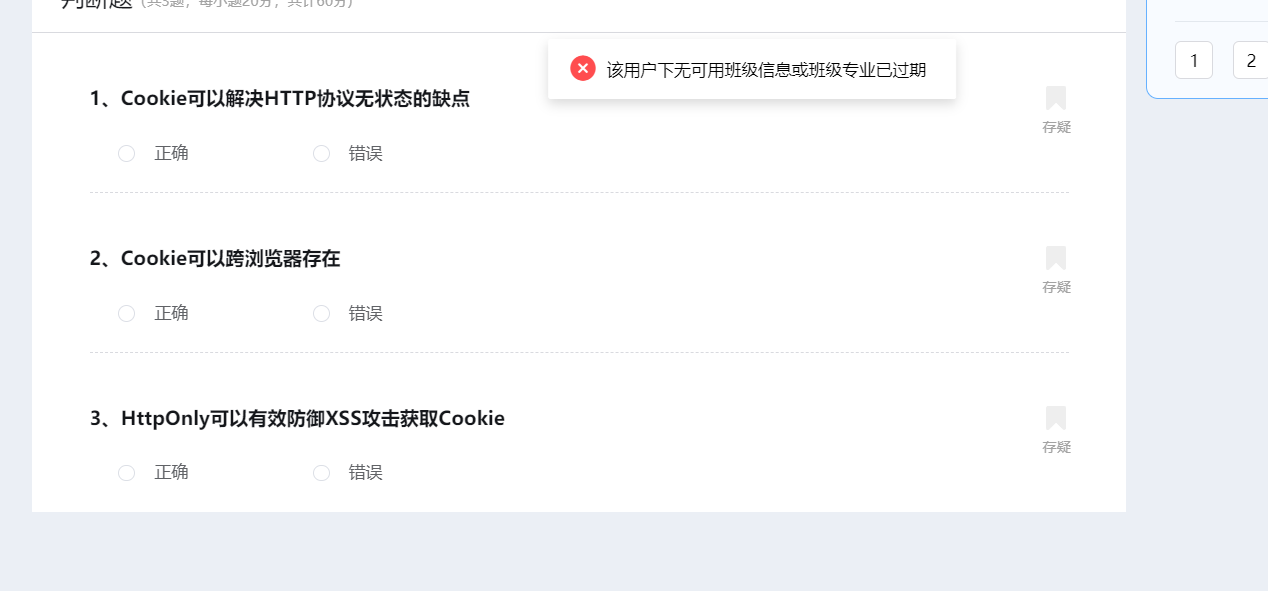 判断题（共3题，每小题20分，共计60分）
该用户下无可用班级信息或班级专业已过期
1 2
1、Cookie可以解决HTTP协议无状态的缺点
存疑
正确 错误
2、Cookie可以跨浏览器存在
存疑
正确 错误
3、HttpOnly可以有效防御XSS攻击获取Cookie
存疑
正确 错误